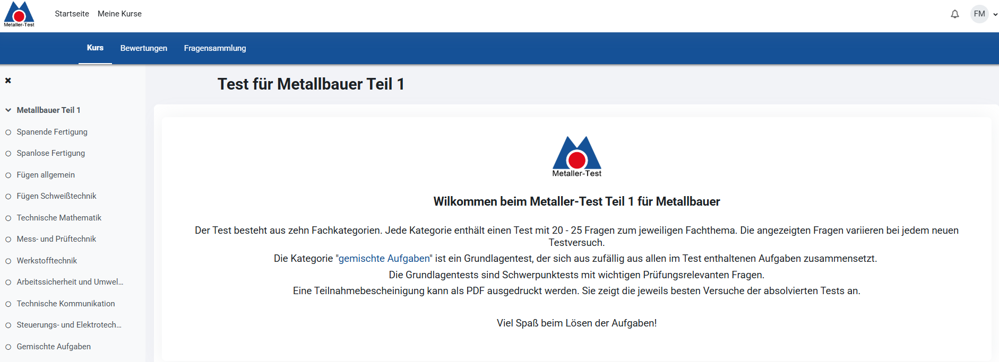 Metaller-Test
Startseite Meine Kurse
FM
Kurs Bewertungen Fragensammlung
Test für Metallbauer Teil 1
Metallbauer Teil 1
Spanende Fertigung
Spanlose Fertigung
Fügen allgemein
Fügen Schweißtechnik
Technische Mathematik
Mess- und Prüftechnik
Werkstofftechnik
Arbeitssicherheit und Umwel...
Technische Kommunikation
Steuerungs- und Elektrotech...
Gemischte Aufgaben
Metaller-Test
Wilkommen beim Metaller-Test Teil 1 für Metallbauer
Der Test besteht aus zehn Fachkategorien. Jede Kategorie enthält einen Test mit 20 - 25 Fragen zum jeweiligen Fachthema. Die angezeigten Fragen variieren bei jedem neuen
Testversuch.
Die Kategorie "gemischte Aufgaben" ist ein Grundlagentest, der sich aus zufällig aus allen im Test enthaltenen Aufgaben zusammensetzt.
Die Grundlagentests sind Schwerpunktests mit wichtigen Prüfungsrelevanten Fragen.
Eine Teilnahmebescheinigung kann als PDF ausgedruckt werden. Sie zeigt die jeweils besten Versuche der absolvierten Tests an.
Viel Spaß beim Lösen der Aufgaben!